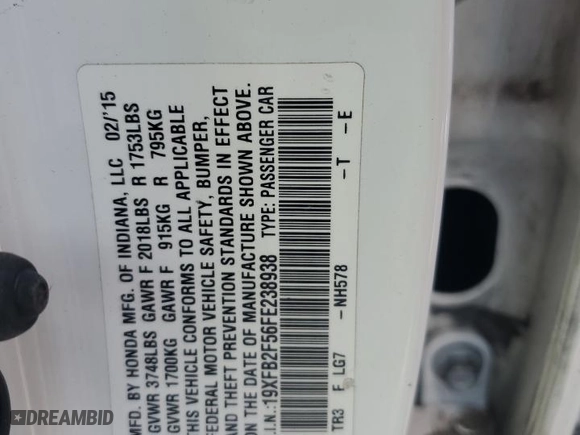 MFD. BY HONDA MFG. OF INDIANA, LLC 02/'15
GVWR 3748LBS GAWR F 2018LBS R 1753LBS
GVWR 1700KG GAWR F 915KG R 795KG
THIS VEHICLE CONFORMS TO ALL APPLICABLE
FEDERAL MOTOR VEHICLE SAFETY, BUMPER,
AND THEFT PREVENTION STANDARDS IN EFFECT
ON THE DATE OF MANUFACTURE SHOWN ABOVE.
V.I.N.:19XFB2F56FE238938 TYPE: PASSENGER CAR
TR3 F LG7 -NH578 -T -E
DREAMBID